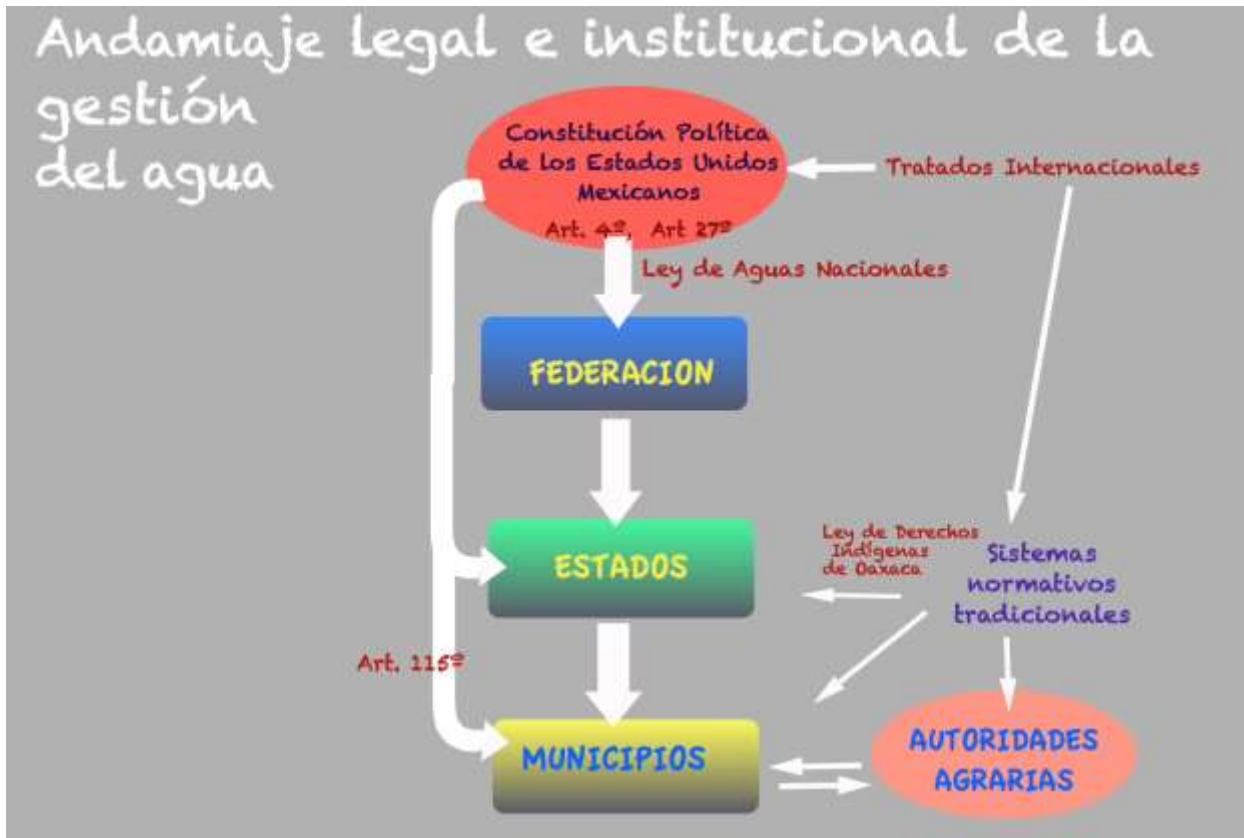 Andamiaje legal e institucional de la
gestión
del agua
Constitución Política
de los Estados Unidos
Mexicanos
Art. 4º, Art 27º
Tratados Internacionales
Ley de Aguas Nacionales
FEDERACION
ESTADOS
Ley de Derechos
Indígenas
de Oaxaca
Sistemas
normativos
tradicionales
Art. 115º
MUNICIPIOS
AUTORIDADES
AGRARIAS